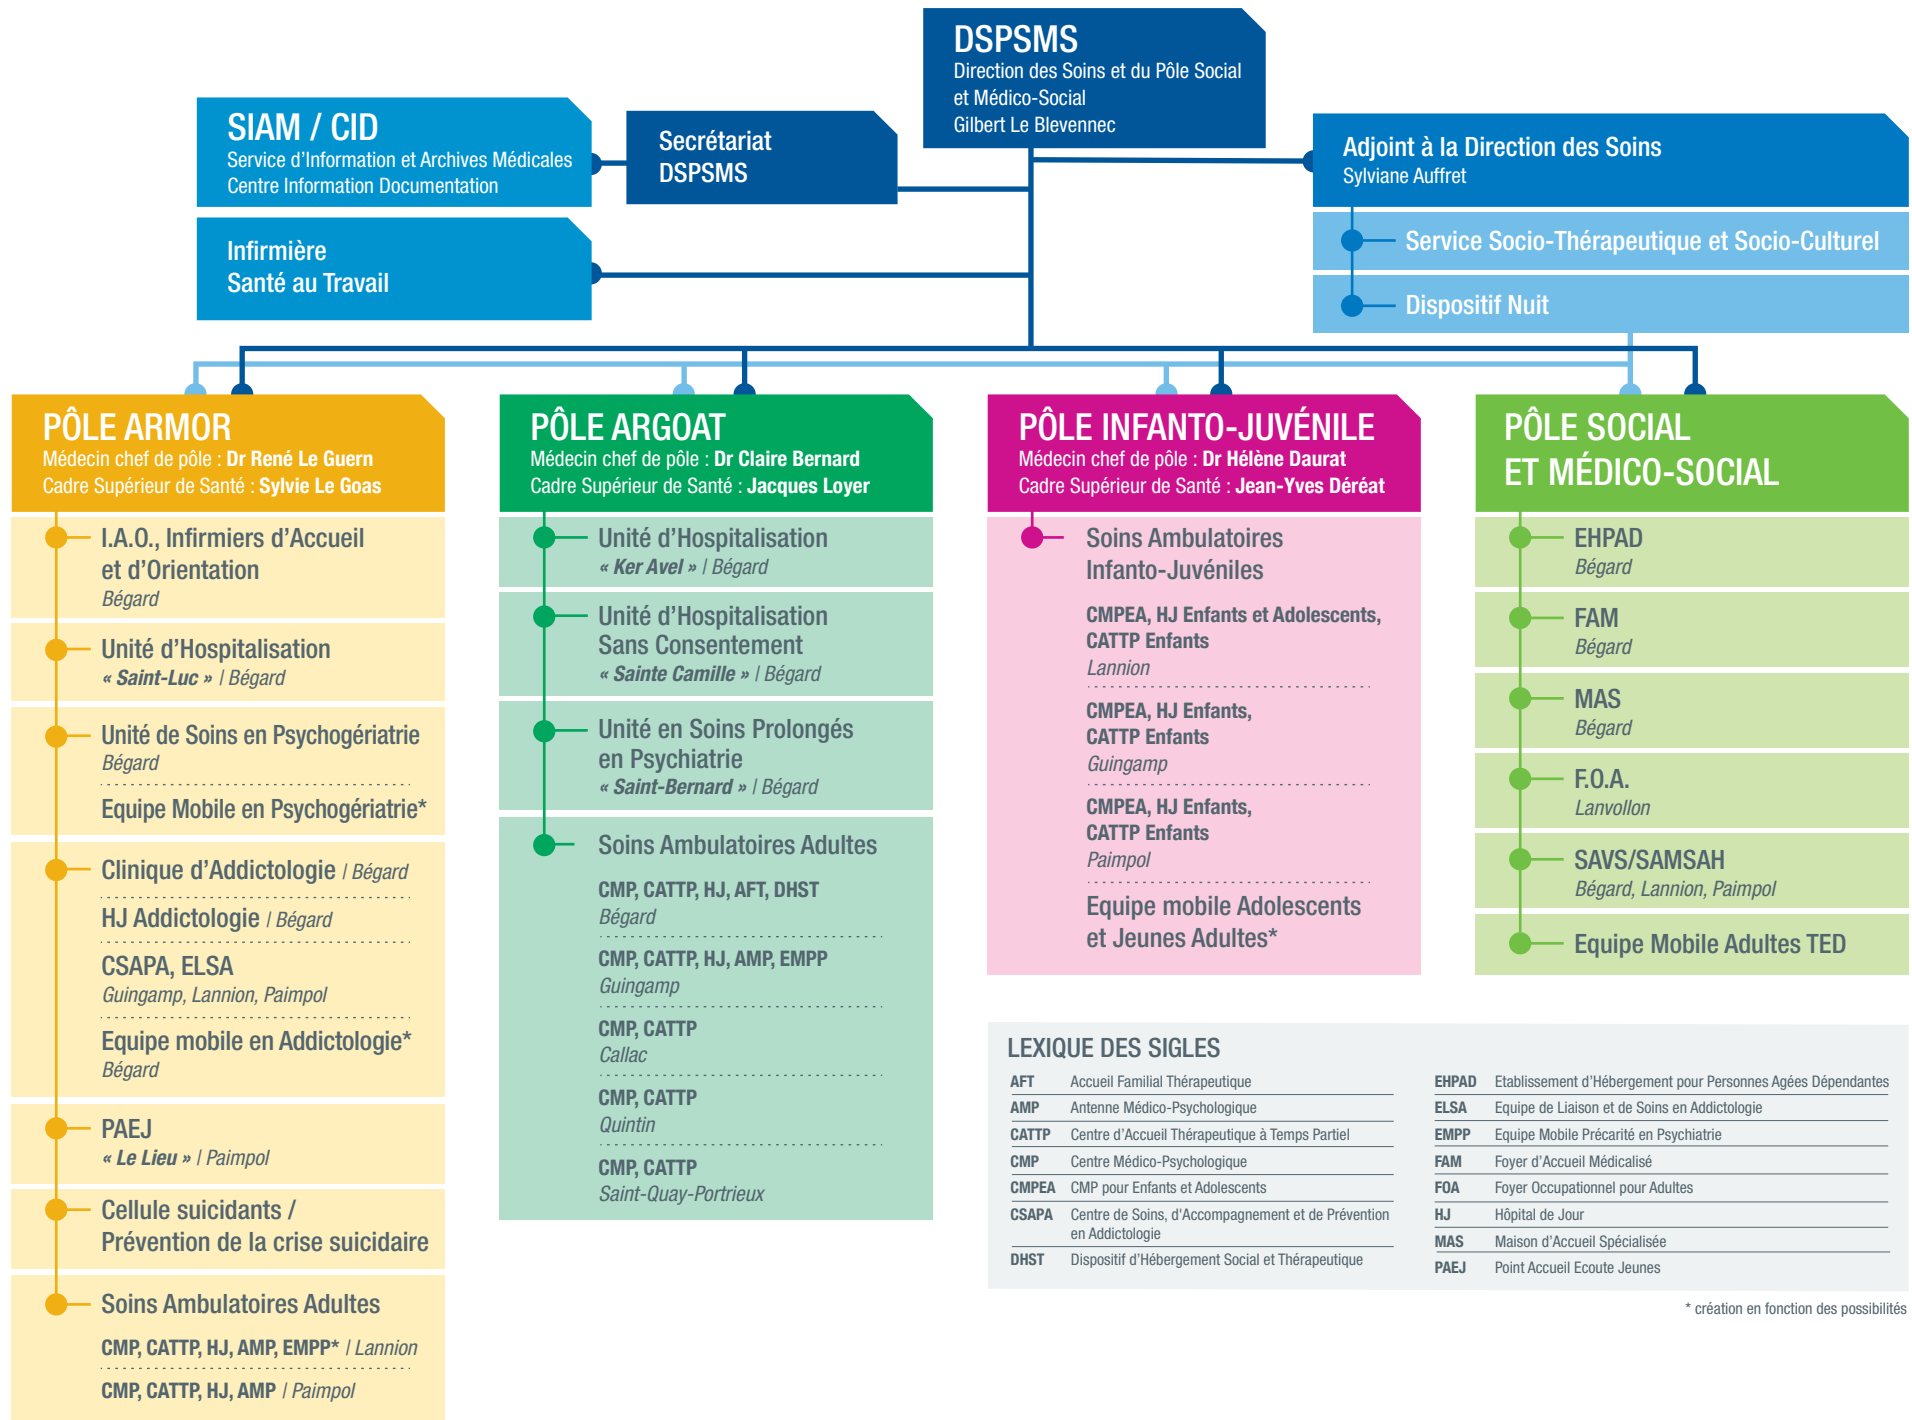 DSPSMS
Direction des Soins et du Pôle Social
et Médico-Social
Gilbert Le Blevennec
SIAM / CID
Service d'Information et Archives Médicales
Centre Information Documentation
Secrétariat
DSPSMS
Adjoint à la Direction des Soins
Sylviane Auffret
Infirmière
Santé au Travail
Service Socio-Thérapeutique et Socio-Culturel
Dispositif Nuit
PÔLE ARMOR
Médecin chef de pôle : Dr René Le Guern
Cadre Supérieur de Santé : Sylvie Le Goas
I.A.O., Infirmiers d'Accueil
et d'Orientation
Bégard
Unité d'Hospitalisation
« Saint-Luc » / Bégard
Unité de Soins en Psychogériatrie
Bégard
Equipe Mobile en Psychogériatrie*
Clinique d'Addictologie / Bégard
HJ Addictologie / Bégard
CSAPA, ELSA
Guingamp, Lannion, Paimpol
Equipe mobile en Addictologie*
Bégard
PAEJ
« Le Lieu » / Paimpol
Cellule suicidants /
Prévention de la crise suicidaire
Soins Ambulatoires Adultes
CMP, CATTP, HJ, AMP, EMPP* / Lannion
CMP, CATTP, HJ, AMP / Paimpol
PÔLE ARGOAT
Médecin chef de pôle : Dr Claire Bernard
Cadre Supérieur de Santé : Jacques Loyer
Unité d'Hospitalisation
« Ker Avel » / Bégard
Unité d'Hospitalisation
Sans Consentement
« Sainte Camille » / Bégard
Unité en Soins Prolongés
en Psychiatrie
« Saint-Bernard » / Bégard
Soins Ambulatoires Adultes
CMP, CATTP, HJ, AFT, DHST
Bégard
CMP, CATTP, HJ, AMP, EMPP
Guingamp
CMP, CATTP
Callac
CMP, CATTP
Quintin
CMP, CATTP
Saint-Quay-Portrieux
PÔLE INFANTO-JUVÉNILE
Médecin chef de pôle : Dr Hélène Daurat
Cadre Supérieur de Santé : Jean-Yves Déréat
Soins Ambulatoires
Infanto-Juvéniles
CMPEA, HJ Enfants et Adolescents,
CATTP Enfants
Lannion
CMPEA, HJ Enfants,
CATTP Enfants
Guingamp
CMPEA, HJ Enfants,
CATTP Enfants
Paimpol
Equipe mobile Adolescents
et Jeunes Adultes*
PÔLE SOCIAL
ET MÉDICO-SOCIAL
EHPAD
Bégard
FAM
Bégard
MAS
Bégard
F.O.A.
Lanvollon
SAVS/SAMSAH
Bégard, Lannion, Paimpol
Equipe Mobile Adultes TED
LEXIQUE DES SIGLES
AFT Accueil Familial Thérapeutique
AMP Antenne Médico-Psychologique
CATTP Centre d'Accueil Thérapeutique à Temps Partiel
CMP Centre Médico-Psychologique
CMPEA CMP pour Enfants et Adolescents
CSAPA Centre de Soins, d'Accompagnement et de Prévention
en Addictologie
DHST Dispositif d'Hébergement Social et Thérapeutique
EHPAD Etablissement d'Hébergement pour Personnes Agées Dépendantes
ELSA Equipe de Liaison et de Soins en Addictologie
EMPP Equipe Mobile Précarité en Psychiatrie
FAM Foyer d'Accueil Médicalisé
FOA Foyer Occupationnel pour Adultes
HJ Hôpital de Jour
MAS Maison d'Accueil Spécialisée
PAEJ Point Accueil Ecoute Jeunes
* création en fonction des possibilités